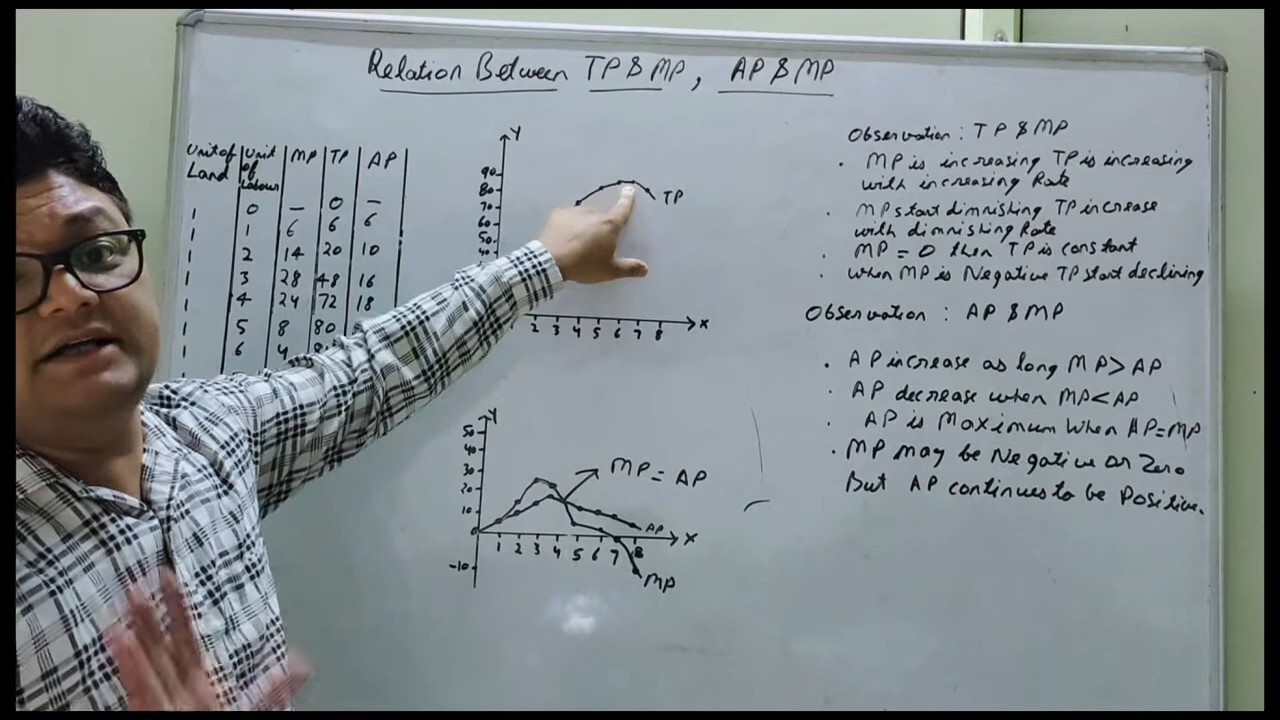 Relation Between TP & MP, AP & MP
Unit of Land | Unit of Labour | MP | TP | AP
1 0 — 0 —
1 1 6 6 6
1 2 14 20 10
1 3 28 48 16
1 4 24 72 18
1 5 8 80
1 6 4
Y
90
80
70
60
50
40
TP
2 3 4 5 6 7 8 X
Y
50
40
30
20
10
0
-10
MP = AP
AP
1 2 3 4 5 6 7 8 X
MP
Observation : TP & MP
. MP is increasing TP is increasing
with increasing Rate
. MP start dimnishing TP increase
with dimnishing Rate
. MP = 0 then TP is constant
. when MP is Negative TP start declining
Observation : AP & MP
. AP increase as long MP > AP
. AP decrease when MP < AP
. AP is Maximum when AP = MP
. MP may be Negative or Zero
But AP continues to be Positive.